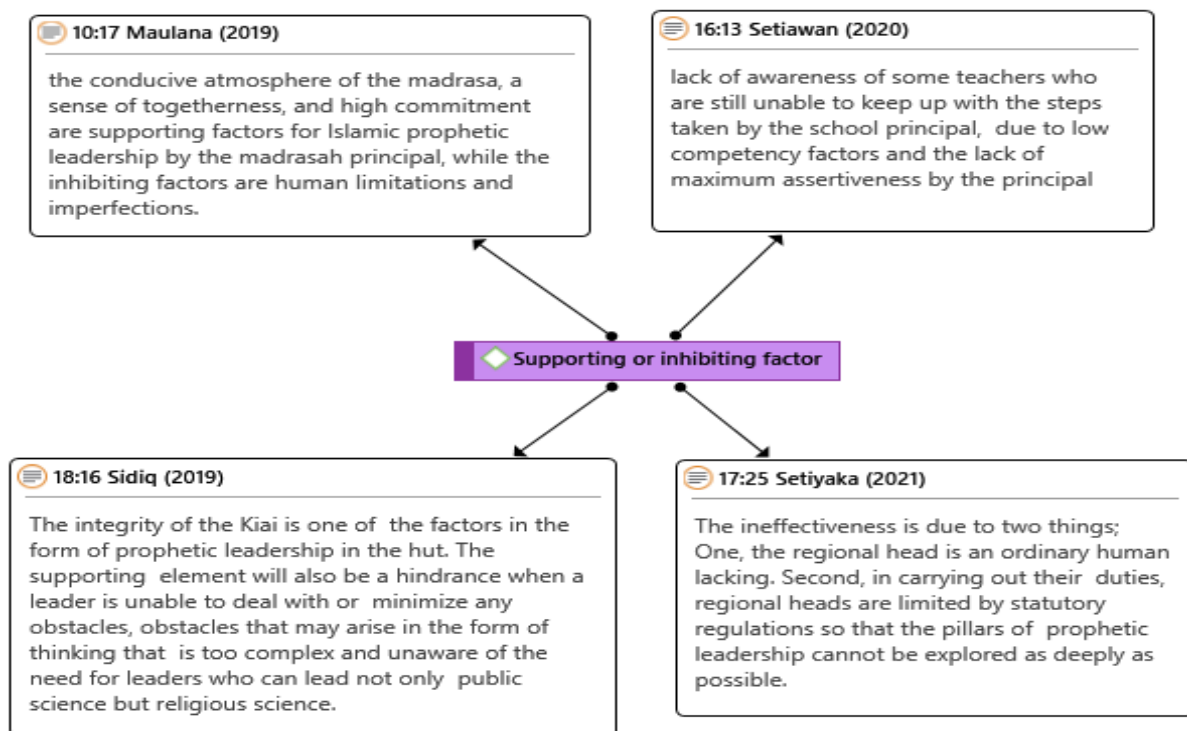 10:17 Maulana (2019)
the conducive atmosphere of the madrasa, a
sense of togetherness, and high commitment
are supporting factors for Islamic prophetic
leadership by the madrasah principal, while the
inhibiting factors are human limitations and
imperfections.
16:13 Setiawan (2020)
lack of awareness of some teachers who
are still unable to keep up with the steps
taken by the school principal, due to low
competency factors and the lack of
maximum assertiveness by the principal
Supporting or inhibiting factor
18:16 Sidiq (2019)
The integrity of the Kiai is one of the factors in the
form of prophetic leadership in the hut. The
supporting element will also be a hindrance when a
leader is unable to deal with or minimize any
obstacles, obstacles that may arise in the form of
thinking that is too complex and unaware of the
need for leaders who can lead not only public
science but religious science.
17:25 Setiyaka (2021)
The ineffectiveness is due to two things;
One, the regional head is an ordinary human
lacking. Second, in carrying out their duties,
regional heads are limited by statutory
regulations so that the pillars of prophetic
leadership cannot be explored as deeply as
possible.